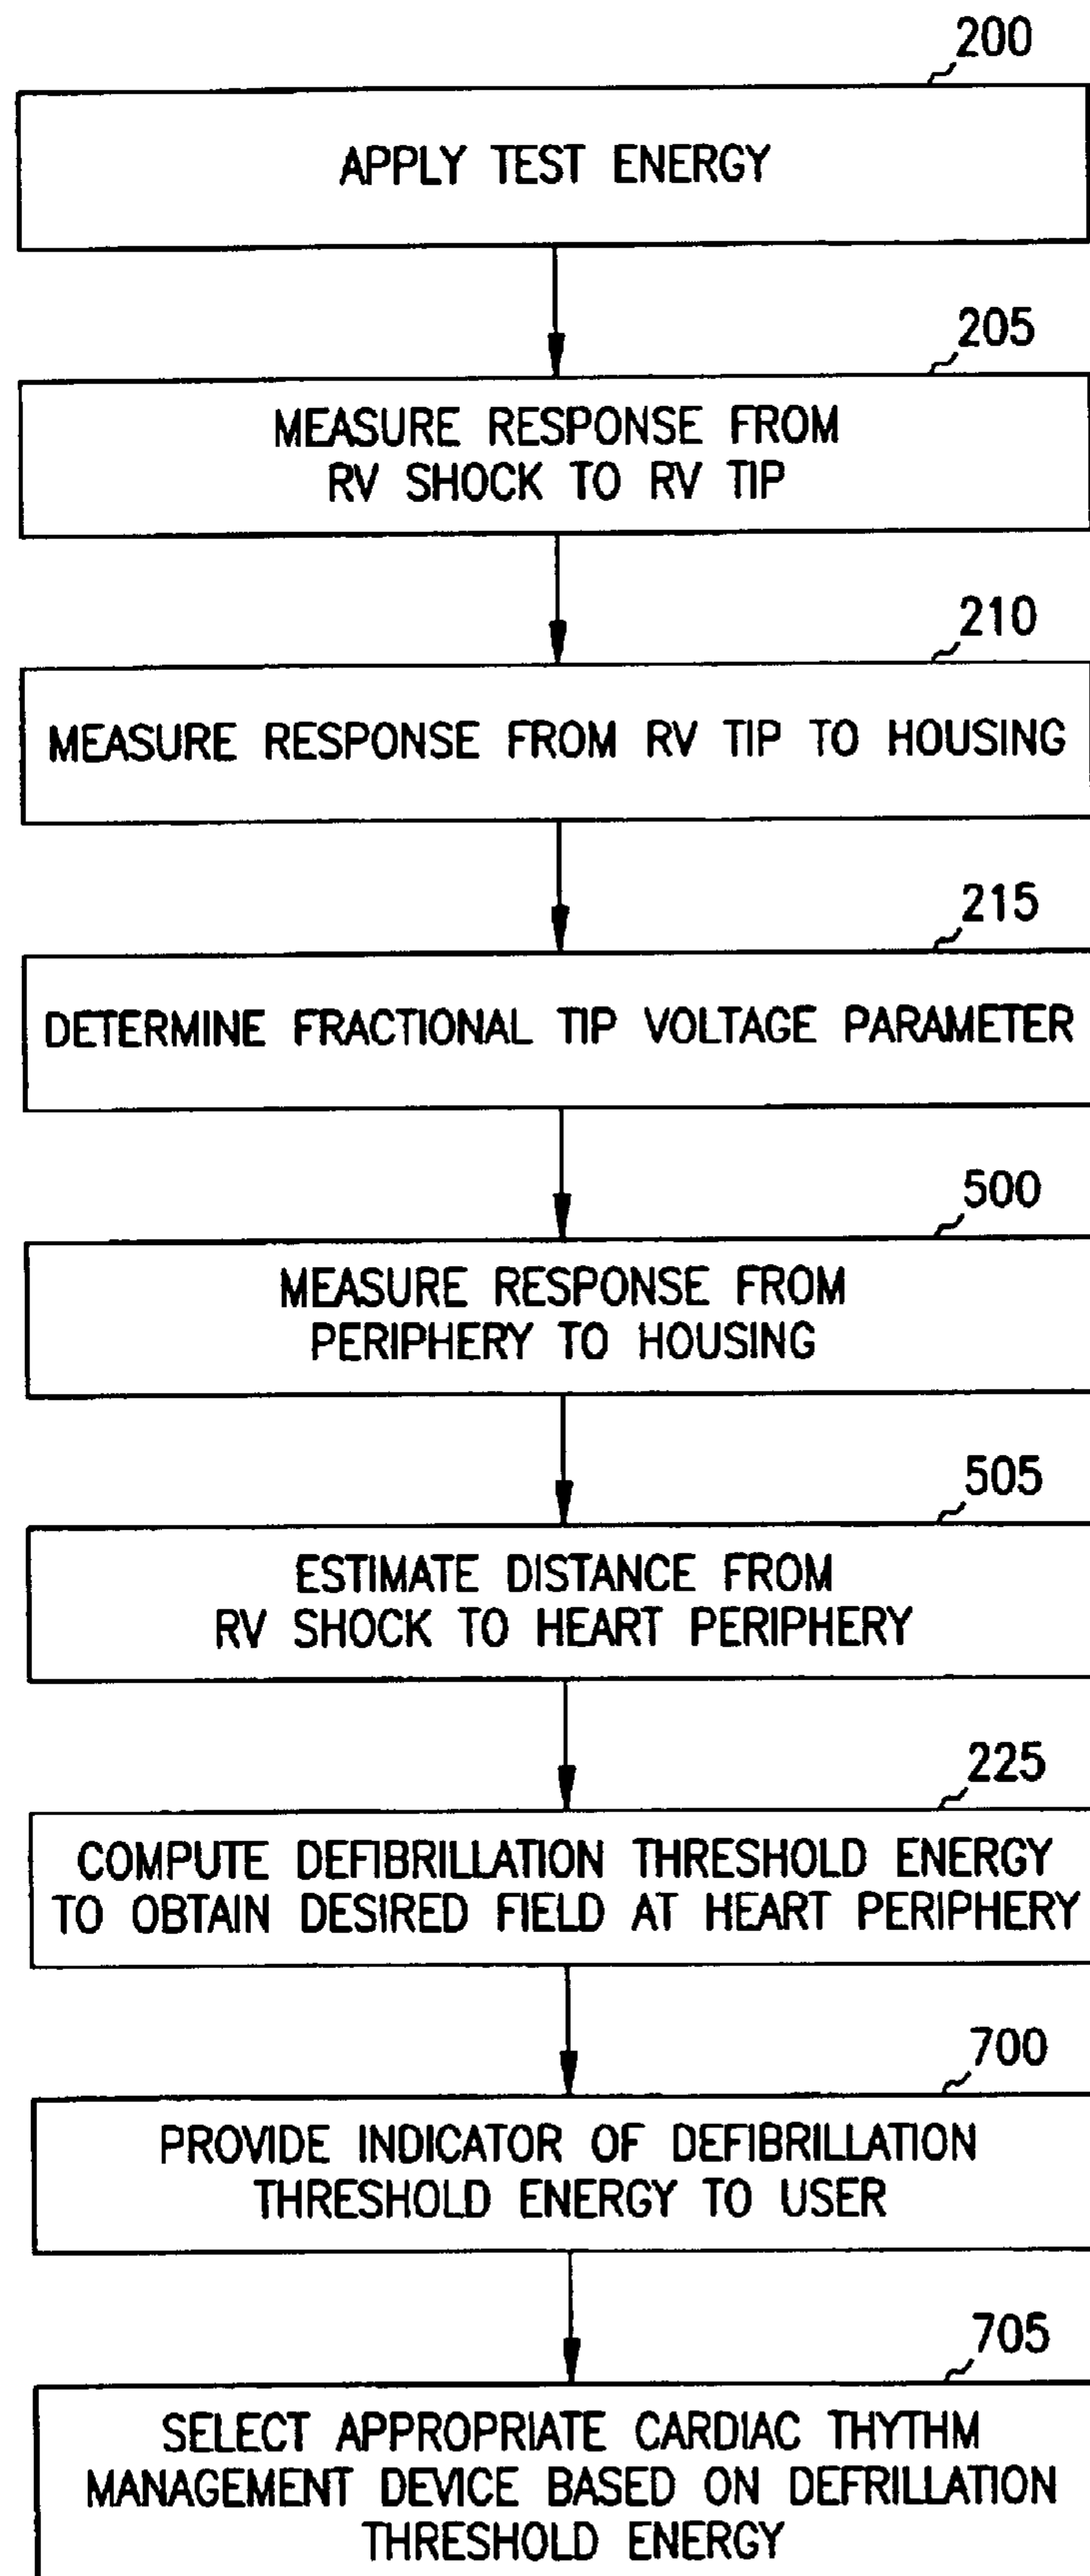 200
APPLY TEST ENERGY
205
MEASURE RESPONSE FROM
RV SHOCK TO RV TIP
210
MEASURE RESPONSE FROM RV TIP TO HOUSING
215
DETERMINE FRACTIONAL TIP VOLTAGE PARAMETER
500
MEASURE RESPONSE FROM
PERIPHERY TO HOUSING
505
ESTIMATE DISTANCE FROM
RV SHOCK TO HEART PERIPHERY
225
COMPUTE DEFIBRILLATION THRESHOLD ENERGY
TO OBTAIN DESIRED FIELD AT HEART PERIPHERY
700
PROVIDE INDICATOR OF DEFIBRILLATION
THRESHOLD ENERGY TO USER
705
SELECT APPROPRIATE CARDIAC THYTHM
MANAGEMENT DEVICE BASED ON DEFRILLATION
THRESHOLD ENERGY